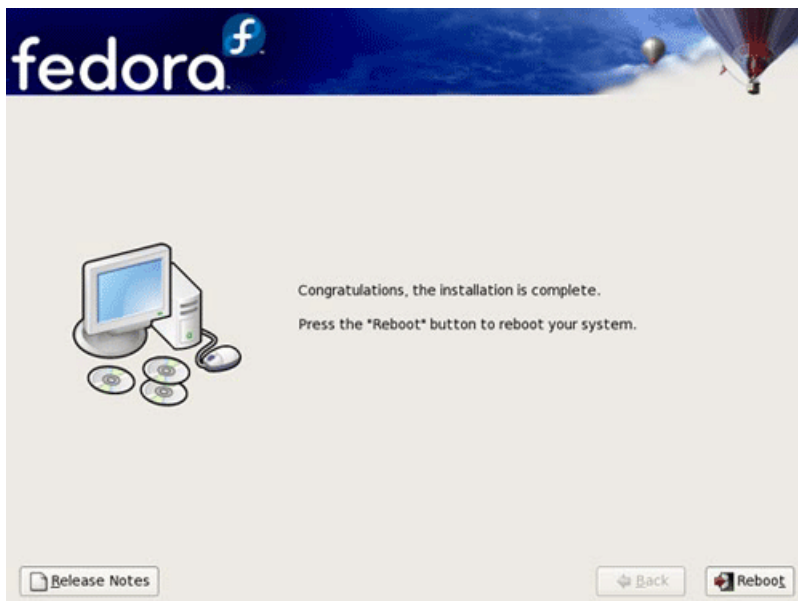 fedora
Congratulations, the installation is complete.
Press the "Reboot" button to reboot your system.
Release Notes
Back
Reboot